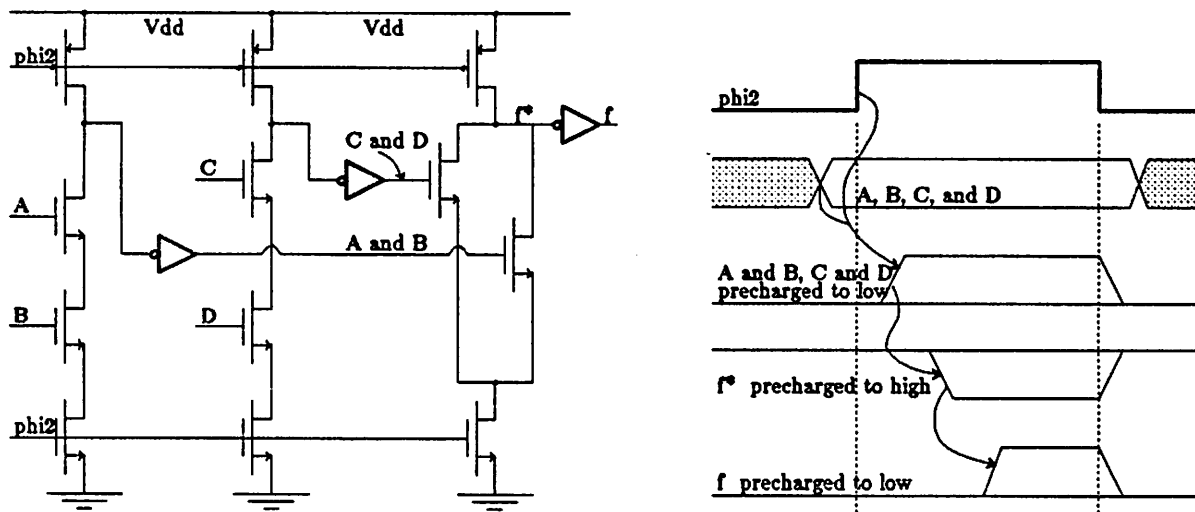 Vdd
Vdd
phi2
C
C and D
f*
f
A
A and B
B
D
phi2
phi2
A, B, C, and D
A and B, C and D
precharged to low
f* precharged to high
f precharged to low